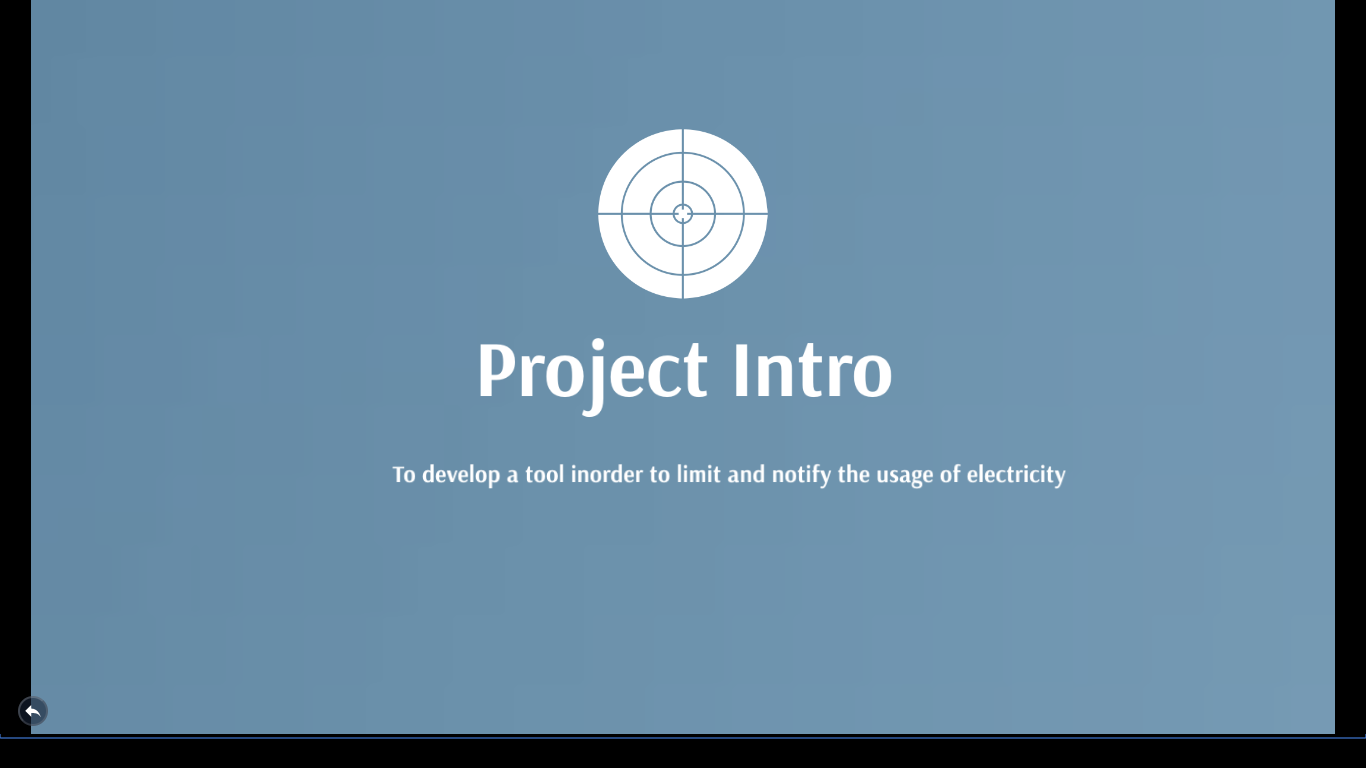 Project Intro
To develop a tool inorder to limit and notify the usage of electricity